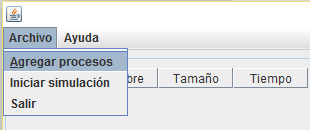 Archivo Ayuda
Agregar procesos
Iniciar simulación
Salir
Tamaño Tiempo